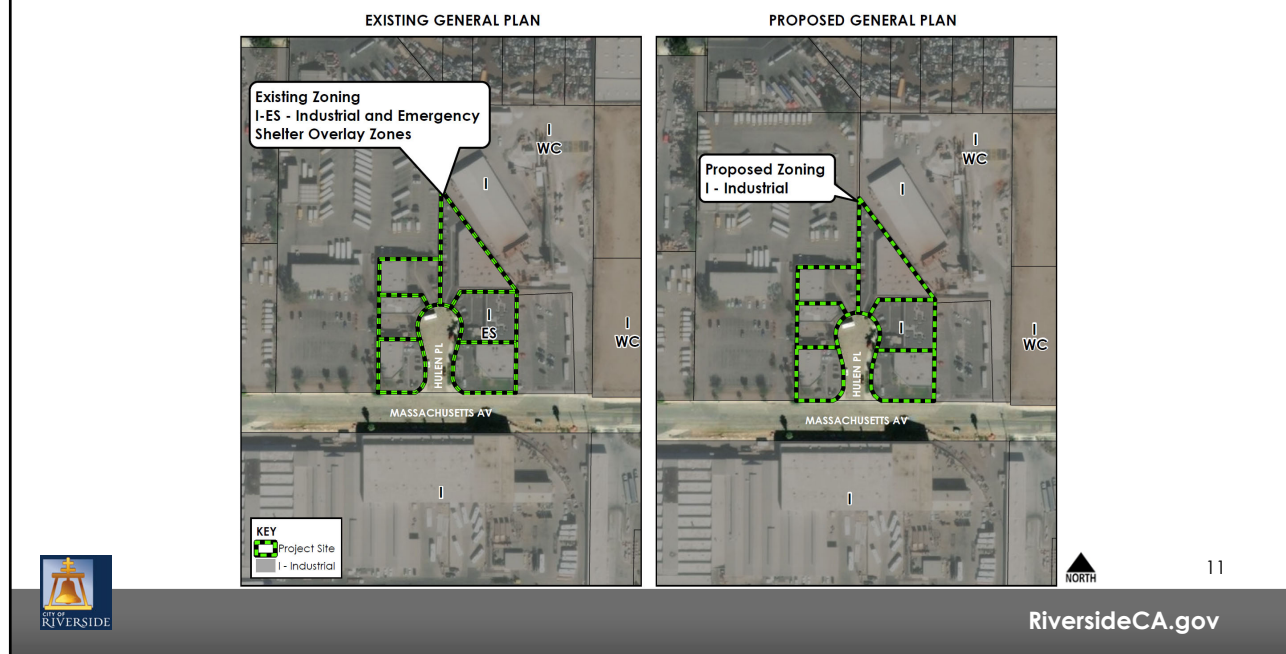 EXISTING GENERAL PLAN
Existing Zoning
I-ES - Industrial and Emergency
Shelter Overlay Zones
I
WC
I
I
ES
I
WC
HULEN PL
MASSACHUSETTS AV
I
KEY
Project Site
I - Industrial
PROPOSED GENERAL PLAN
I
WC
Proposed Zoning
I - Industrial
I
I
I
WC
HULEN PL
MASSACHUSETTS AV
I
NORTH
11
CITY OF
RIVERSIDE
RiversideCA.gov